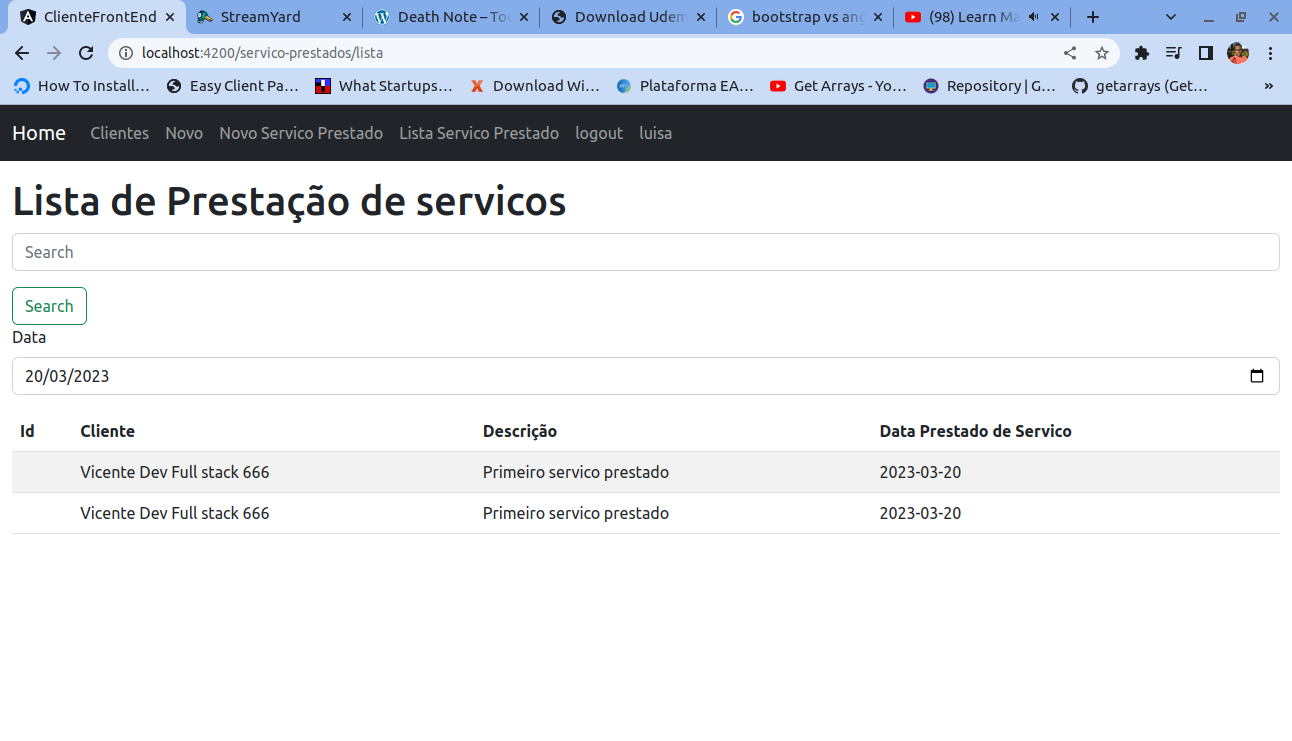 ClienteFrontEnd StreamYard Death Note – Too Download Udem bootstrap vs ang (98) Learn Ma
localhost:4200/servico-prestados/lista
How To Install... Easy Client Pa... What Startups... Download Wi... Plataforma EA... Get Arrays - Yo... Repository | G... getarrays (Get... »
Home Clientes Novo Novo Servico Prestado Lista Servico Prestado logout luisa
Lista de Prestação de servicos
Search
Search
Data
20/03/2023
Id Cliente Descrição Data Prestado de Servico
Vicente Dev Full stack 666 Primeiro servico prestado 2023-03-20
Vicente Dev Full stack 666 Primeiro servico prestado 2023-03-20